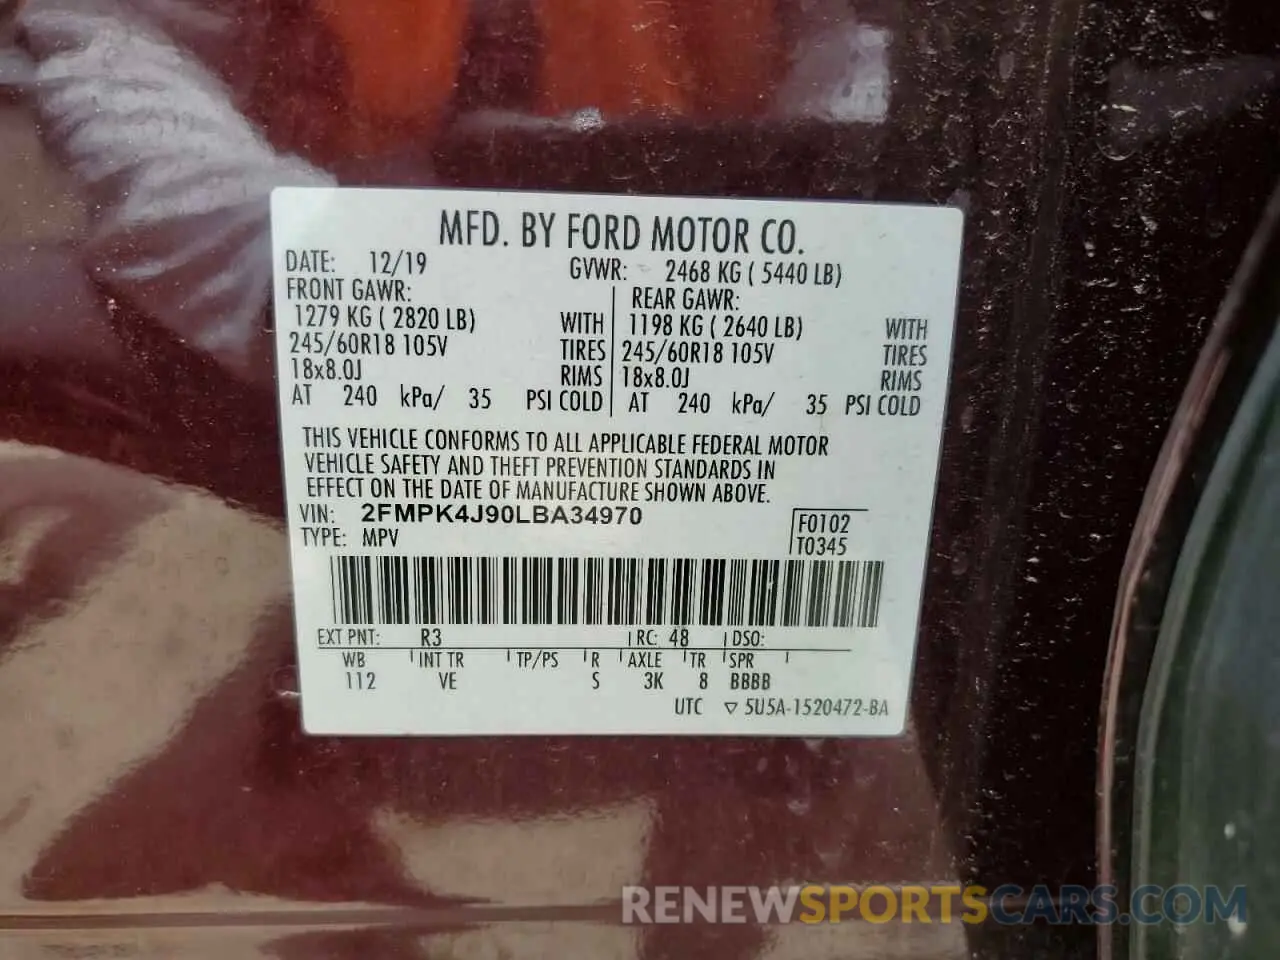 MFD. BY FORD MOTOR CO.
DATE: 12/19 GVWR: 2468 KG ( 5440 LB)
FRONT GAWR: REAR GAWR:
1279 KG ( 2820 LB) WITH 1198 KG ( 2640 LB) WITH
245/60R18 105V TIRES 245/60R18 105V TIRES
18x8.0J RIMS 18x8.0J RIMS
AT 240 kPa/ 35 PSI COLD AT 240 kPa/ 35 PSI COLD
THIS VEHICLE CONFORMS TO ALL APPLICABLE FEDERAL MOTOR
VEHICLE SAFETY AND THEFT PREVENTION STANDARDS IN
EFFECT ON THE DATE OF MANUFACTURE SHOWN ABOVE.
VIN: 2FMPK4J90LBA34970 F0102
TYPE: MPV T0345
EXT PNT: R3 RC: 48 DSO:
WB INT TR TP/PS R AXLE TR SPR
112 VE S 3K 8 BBBB
UTC ▽ 5U5A-1520472-BA
RENEWSPORTSCARS.COM